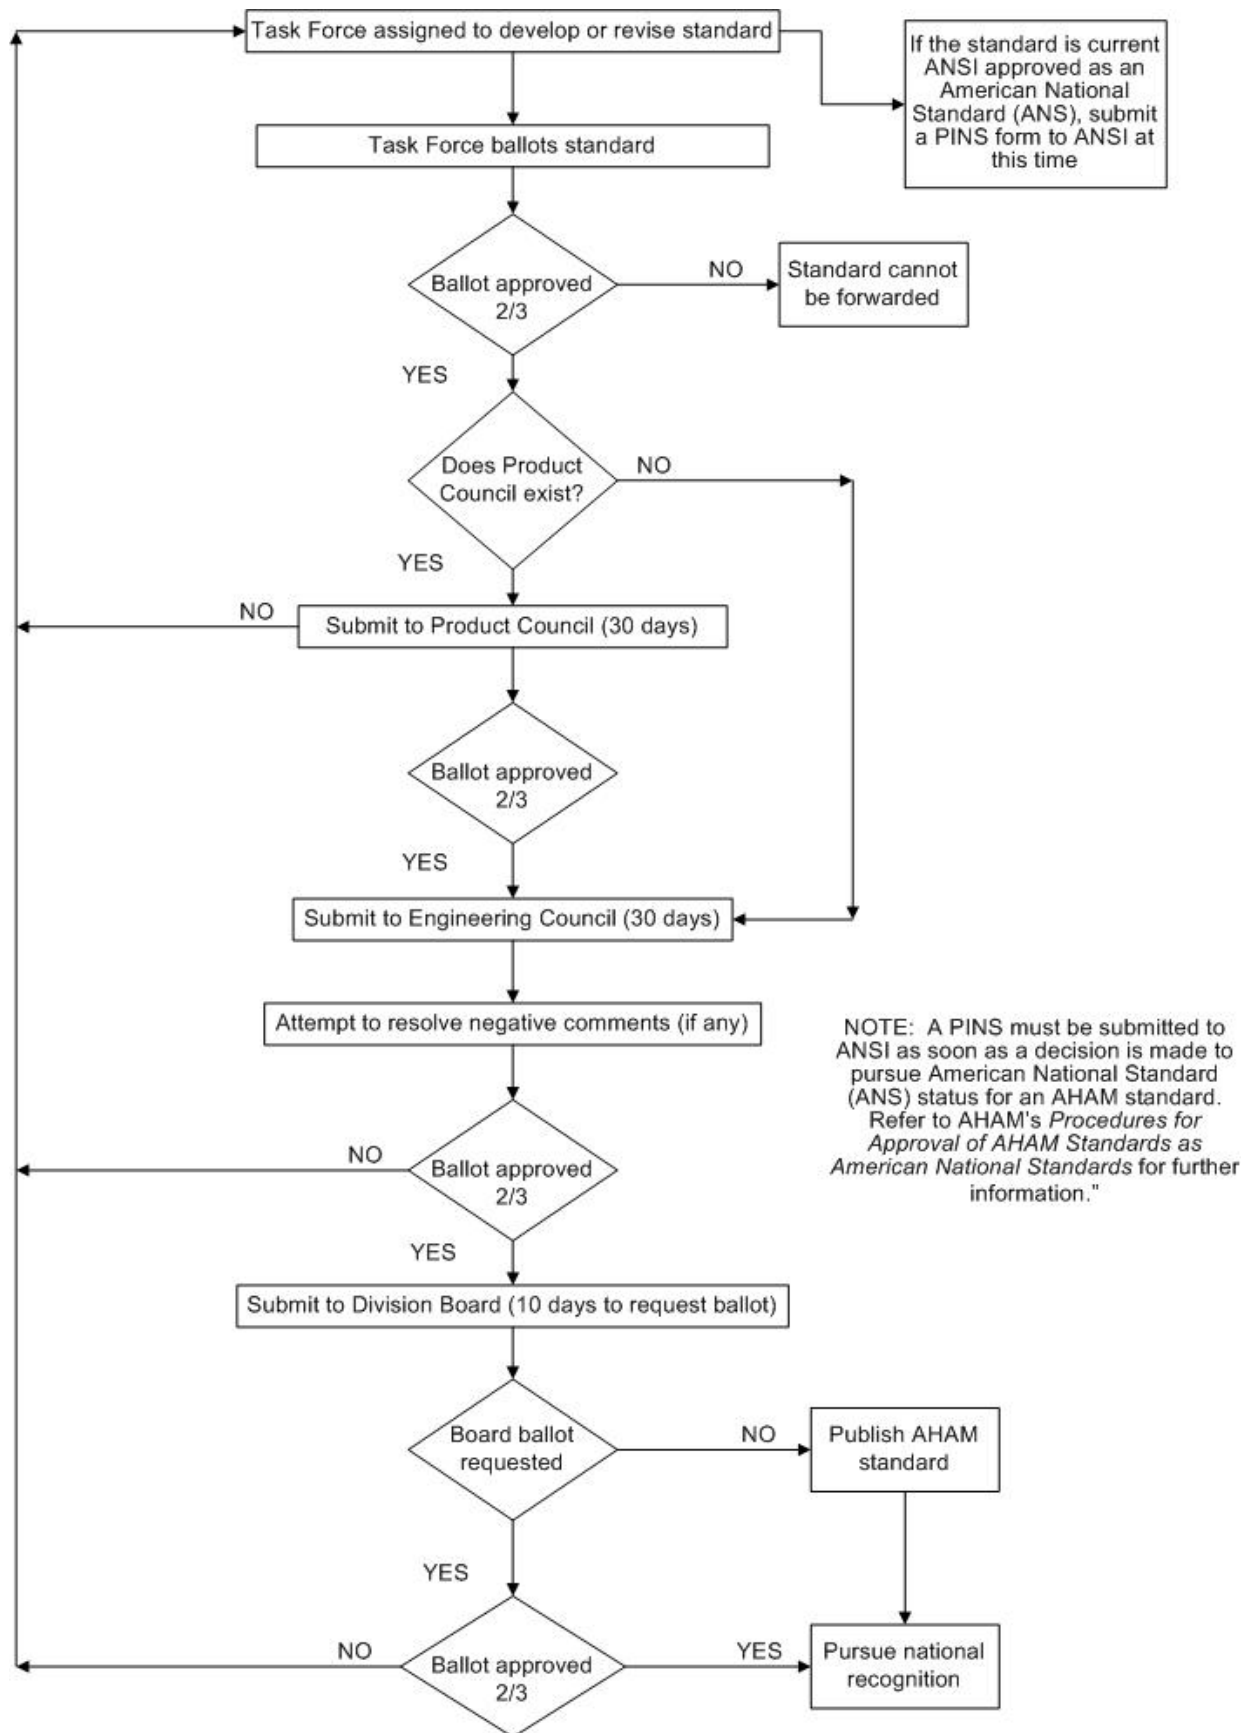 Task Force assigned to develop or revise standard
If the standard is current
ANSI approved as an
American National
Standard (ANS), submit
a PINS form to ANSI at
this time
Task Force ballots standard
Ballot approved
2/3
NO
Standard cannot
be forwarded
YES
Does Product
Council exist?
NO
YES
NO
Submit to Product Council (30 days)
Ballot approved
2/3
YES
Submit to Engineering Council (30 days)
Attempt to resolve negative comments (if any)
NOTE: A PINS must be submitted to
ANSI as soon as a decision is made to
pursue American National Standard
(ANS) status for an AHAM standard.
Refer to AHAM's Procedures for
Approval of AHAM Standards as
American National Standards for further
information."
NO
Ballot approved
2/3
YES
Submit to Division Board (10 days to request ballot)
Board ballot
requested
NO
Publish AHAM
standard
YES
NO
Ballot approved
2/3
YES
Pursue national
recognition